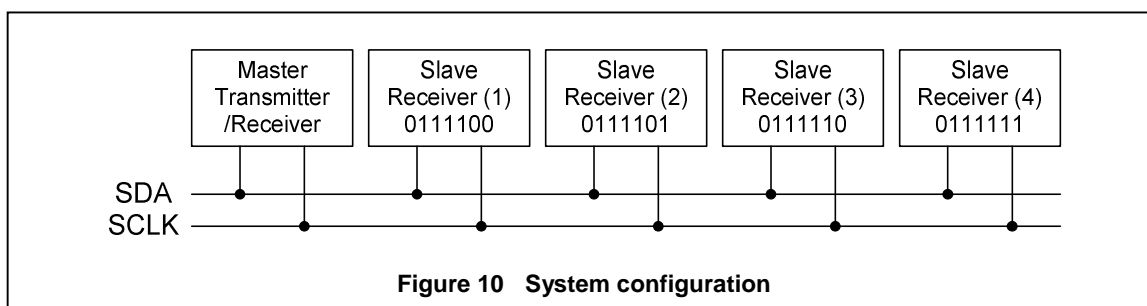 Master
Transmitter
/Receiver
Slave
Receiver (1)
0111100
Slave
Receiver (2)
0111101
Slave
Receiver (3)
0111110
Slave
Receiver (4)
0111111
SDA
SCLK
Figure 10 System configuration